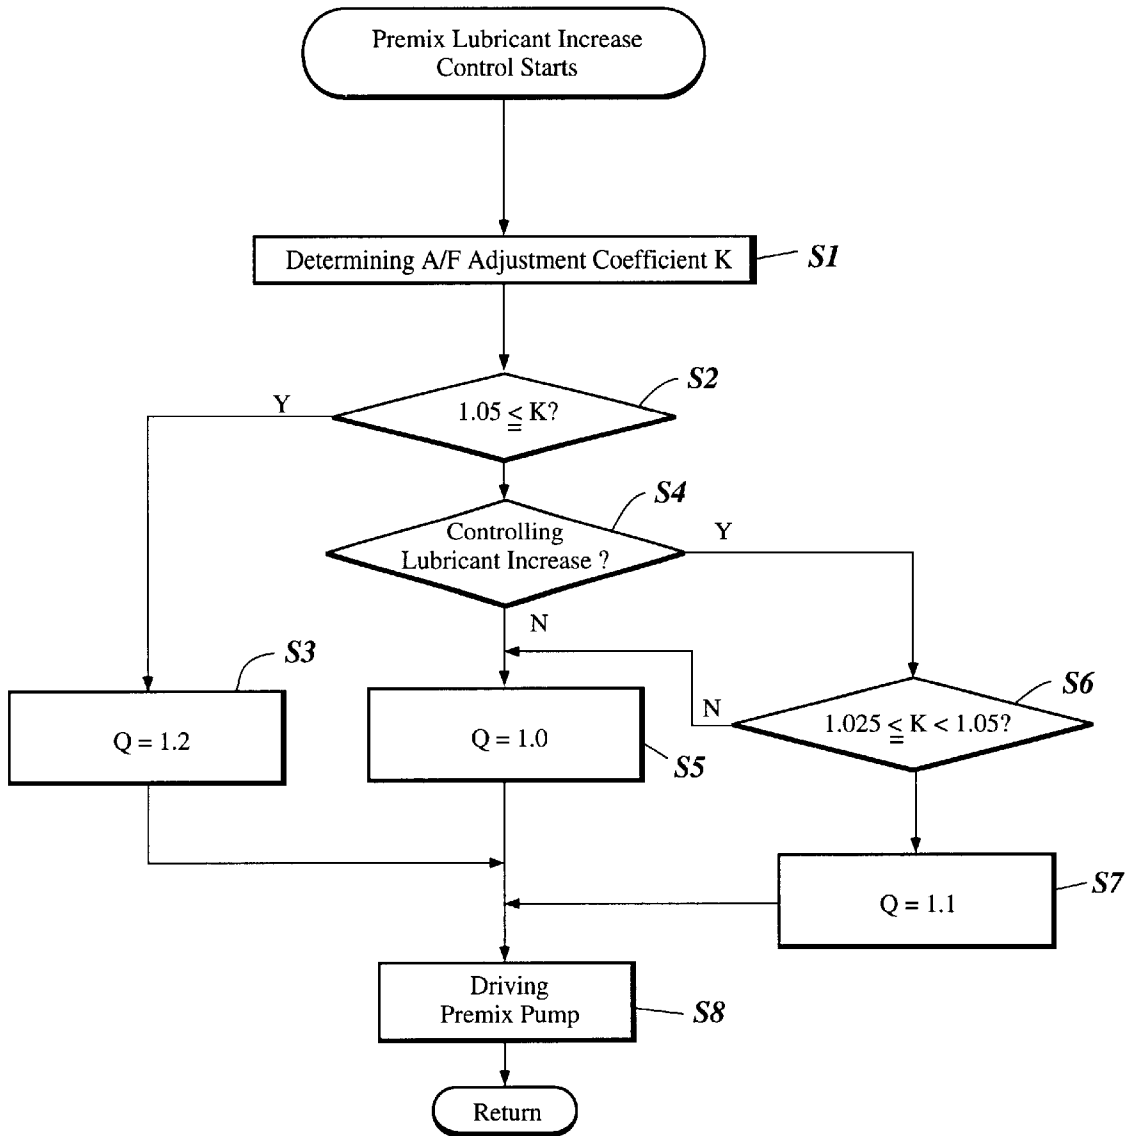 Premix Lubricant Increase
Control Starts
Determining A/F Adjustment Coefficient K
S1
S2
1.05 ≦ K?
Y
S4
Controlling
Lubricant Increase ?
Y
N
S3
S6
Q = 1.2
Q = 1.0
S5
N
1.025 ≦ K < 1.05?
Q = 1.1
S7
Driving
Premix Pump
S8
Return